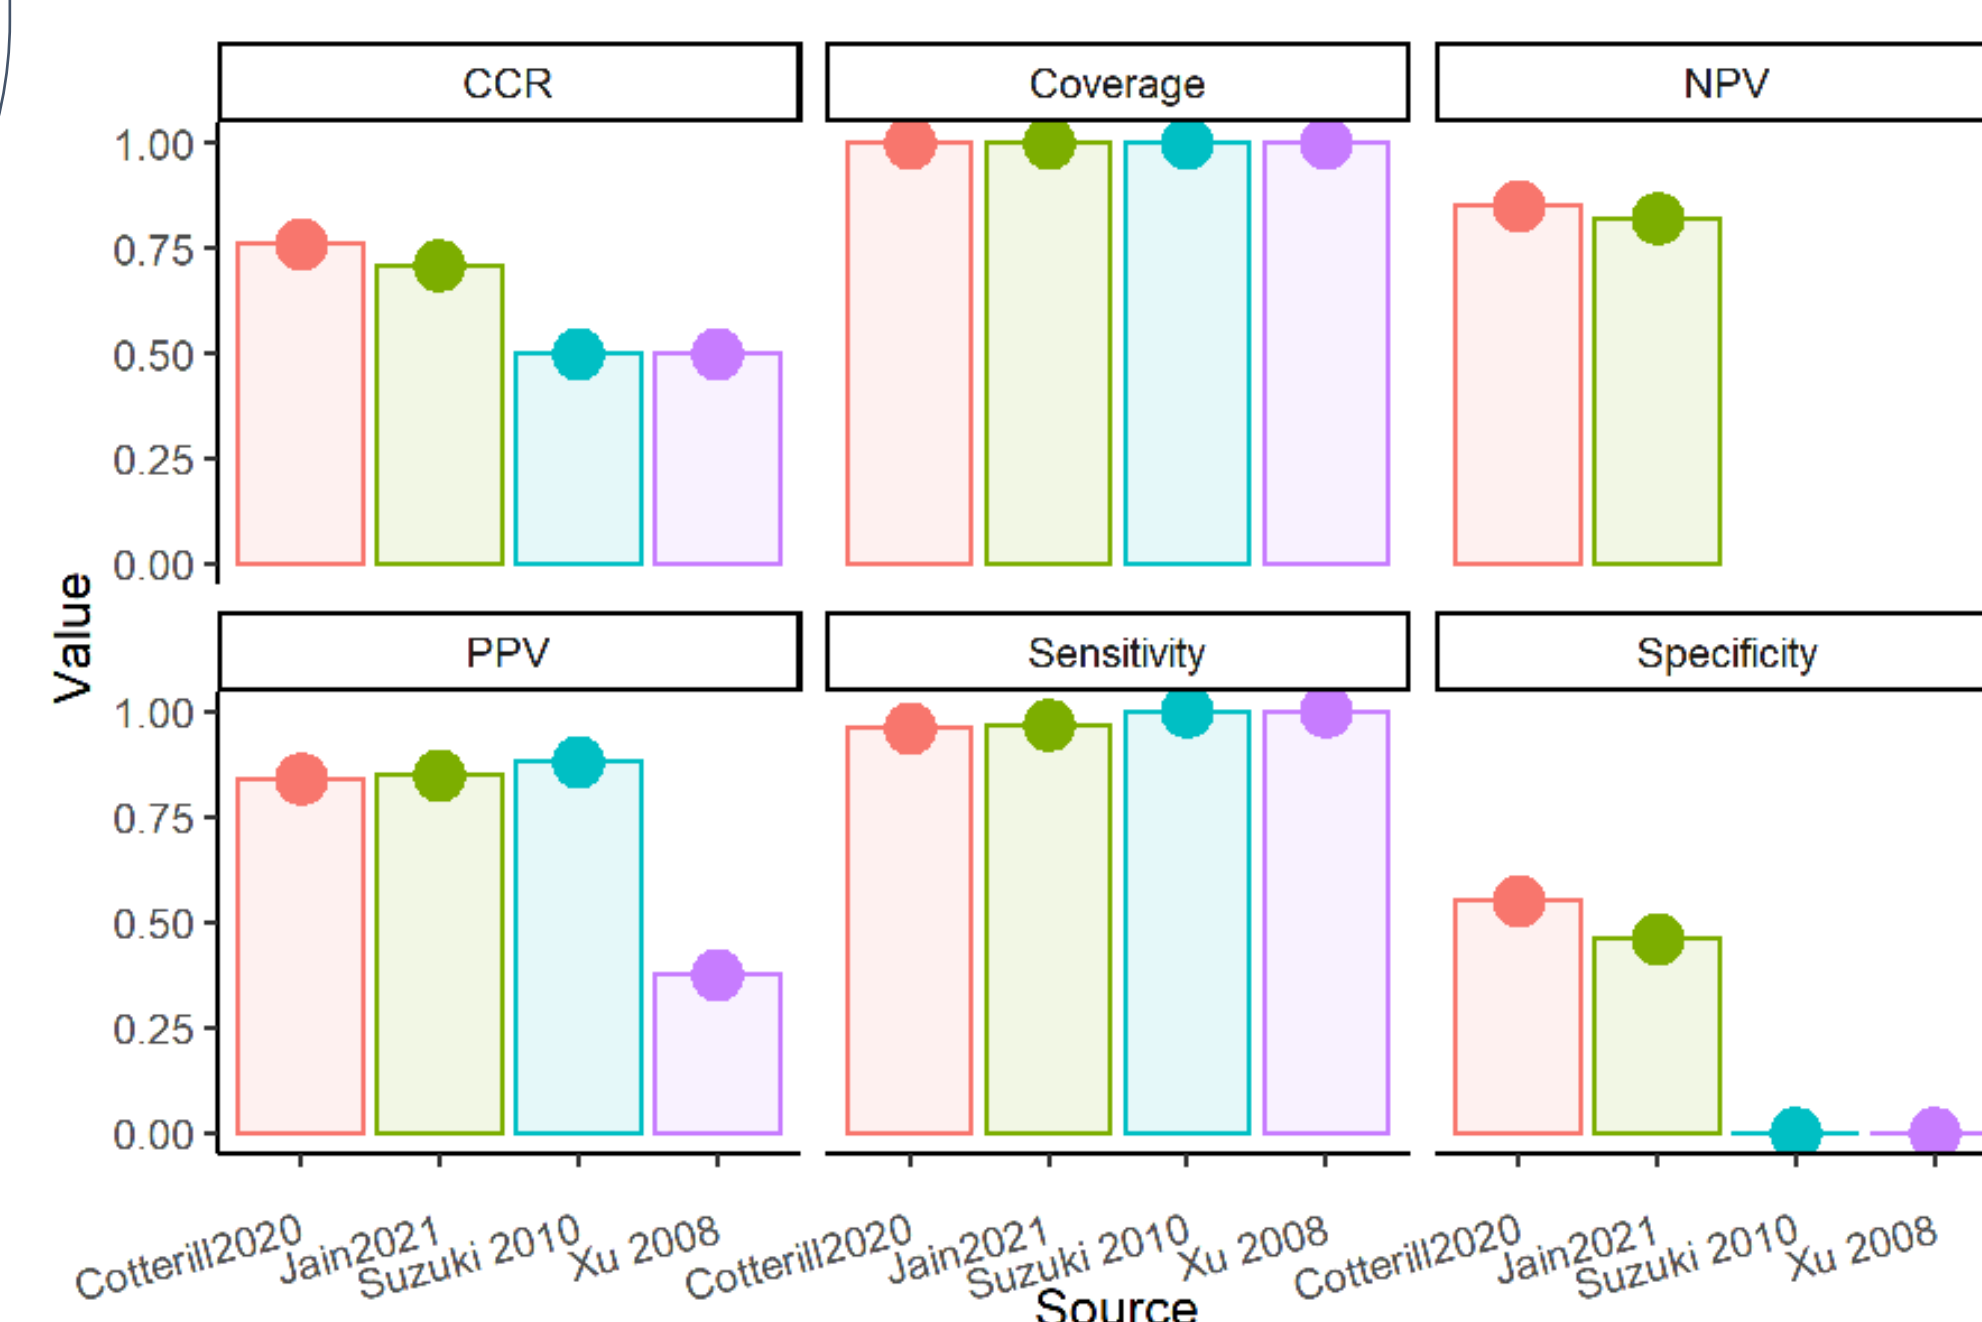 CCR
Coverage
NPV
1.00
0.75
0.50
0.25
0.00
Value
PPV
Sensitivity
Specificity
1.00
0.75
0.50
0.25
0.00
Cotterill2020
Jain2021
Suzuki 2010
Xu 2008
Cotterill2020
Jain2021
Suzuki 2010
Xu 2008
Cotterill2020
Jain2021
Suzuki 2010
Xu 2008
Source